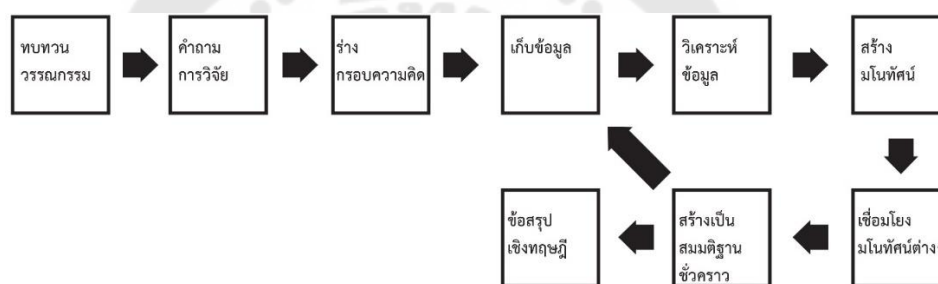 ทบทวน
วรรณกรรม
คำถาม
การวิจัย
ร่าง
กรอบความคิด
เก็บข้อมูล
วิเคราะห์
ข้อมูล
สร้าง
มโนทัศน์
ข้อสรุป
เชิงทฤษฎี
สร้างเป็น
สมมติฐาน
ชั่วคราว
เชื่อมโยง
มโนทัศน์ต่าง